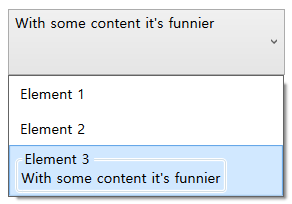 With some content it's funnier
Element 1
Element 2
Element 3
With some content it's funnier